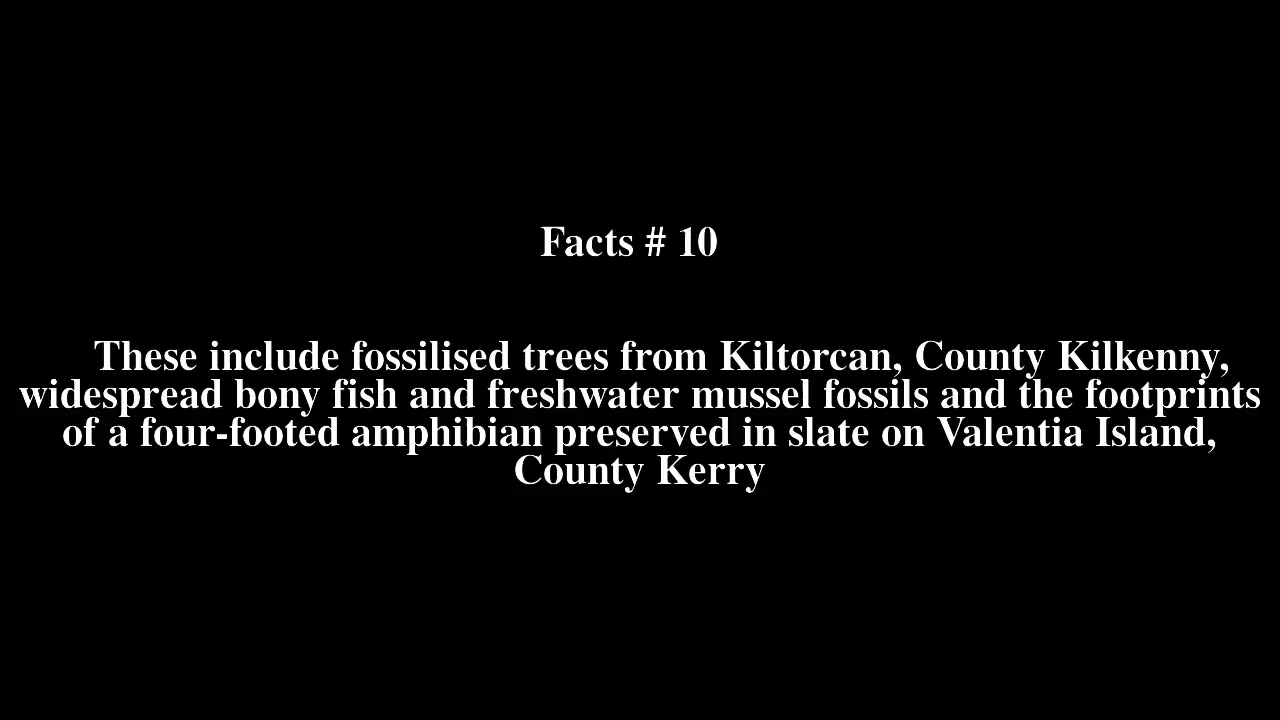 Facts # 10
These include fossilised trees from Kiltorcan, County Kilkenny,
widespread bony fish and freshwater mussel fossils and the footprints
of a four-footed amphibian preserved in slate on Valentia Island,
County Kerry